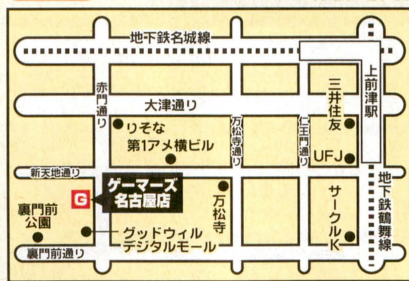 地下鉄名城線
赤門通り
大津通り
上前津駅
三井住友
りそな
第1アメ横ビル
万松寺通り
仁王門通り
UFJ
新天地通り
G
ゲーマーズ
名古屋店
万松寺
サークルK
地下鉄鶴舞線
裏門前
公園
グッドウィル
デジタルモール
裏門前通り